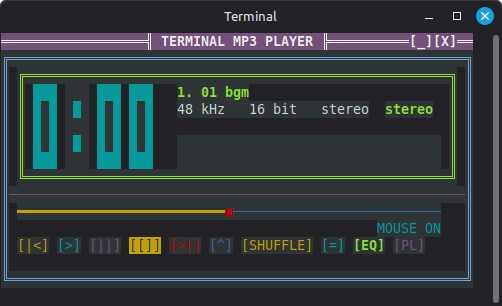 Terminal
TERMINAL MP3 PLAYER [_][X]
0:00
1. 01 bgm
48 kHz 16 bit stereo stereo
MOUSE ON
[|<] [>] [||] [[]] [>|] [^] [SHUFFLE] [=] [EQ] [PL]